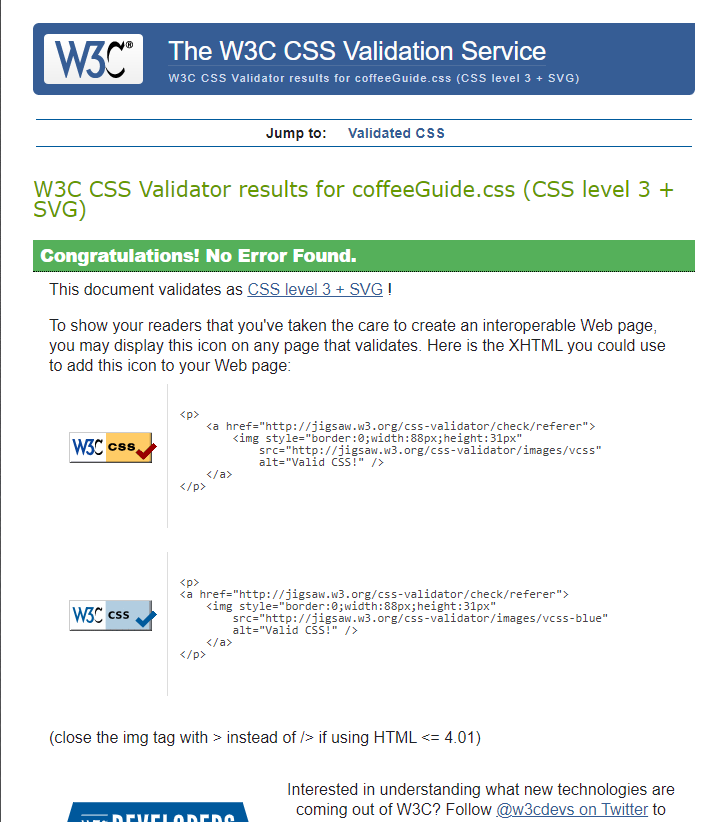 W3C®
The W3C CSS Validation Service
W3C CSS Validator results for coffeeGuide.css (CSS level 3 + SVG)
Jump to: Validated CSS
W3C CSS Validator results for coffeeGuide.css (CSS level 3 +
SVG)
Congratulations! No Error Found.
This document validates as CSS level 3 + SVG !
To show your readers that you've taken the care to create an interoperable Web page,
you may display this icon on any page that validates. Here is the XHTML you could use
to add this icon to your Web page:
W3C css
<p>
    <a href="http://jigsaw.w3.org/css-validator/check/referer">
        <img style="border:0;width:88px;height:31px"
            src="http://jigsaw.w3.org/css-validator/images/vcss"
            alt="Valid CSS!" />
    </a>
</p>
W3C css
<p>
<a href="http://jigsaw.w3.org/css-validator/check/referer">
    <img style="border:0;width:88px;height:31px"
        src="http://jigsaw.w3.org/css-validator/images/vcss-blue"
        alt="Valid CSS!" />
    </a>
</p>
(close the img tag with > instead of /> if using HTML <= 4.01)
Interested in understanding what new technologies are
coming out of W3C? Follow @w3cdevs on Twitter to
DEVELOPERS